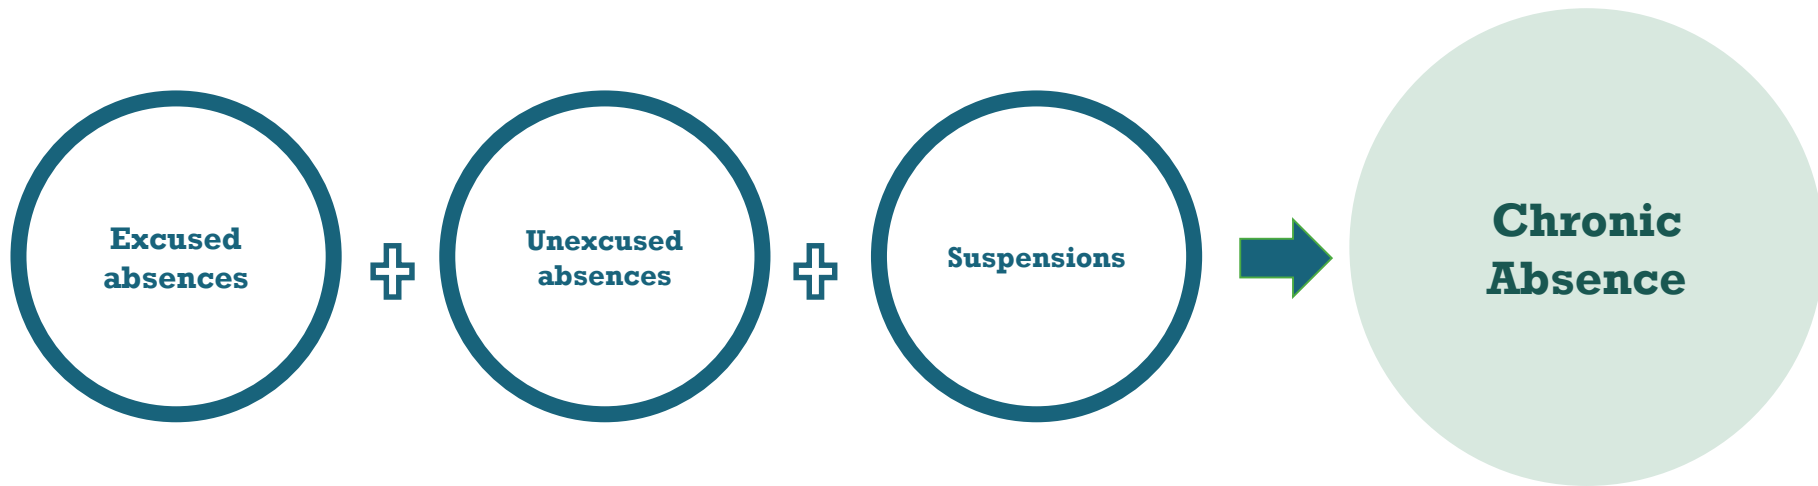 Excused
absences
Unexcused
absences
Suspensions
Chronic
Absence